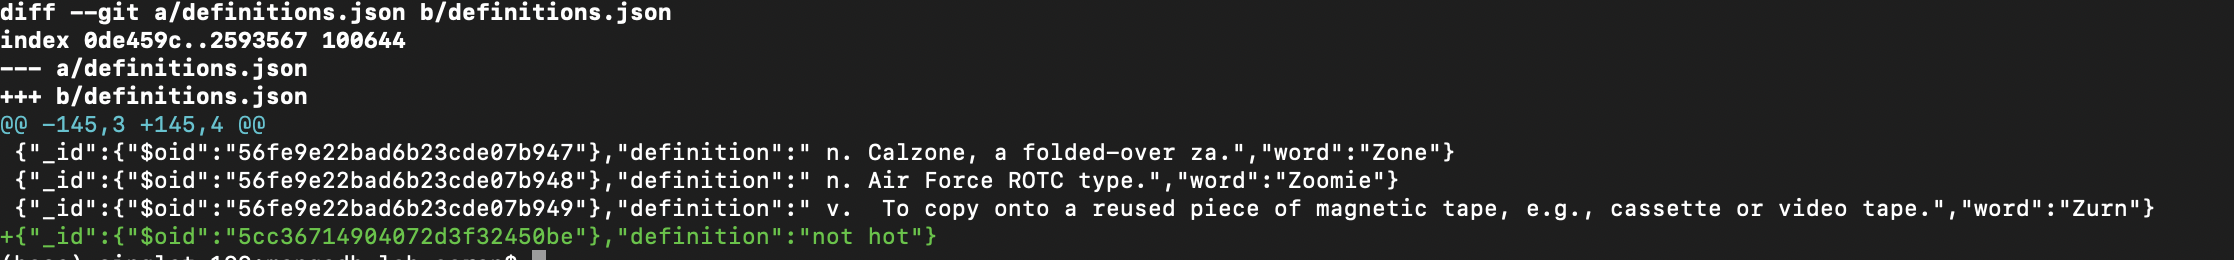 diff --git a/definitions.json b/definitions.json
index 0de459c..2593567 100644
--- a/definitions.json
+++ b/definitions.json
@@ -145,3 +145,4 @@
 {"_id":{"$oid":"56fe9e22bad6b23cde07b947"},"definition":" n. Calzone, a folded-over za.","word":"Zone"}
 {"_id":{"$oid":"56fe9e22bad6b23cde07b948"},"definition":" n. Air Force ROTC type.","word":"Zoomie"}
 {"_id":{"$oid":"56fe9e22bad6b23cde07b949"},"definition":" v.  To copy onto a reused piece of magnetic tape, e.g., cassette or video tape.","word":"Zurn"}
+{"_id":{"$oid":"5cc36714904072d3f32450be"},"definition":"not hot"}